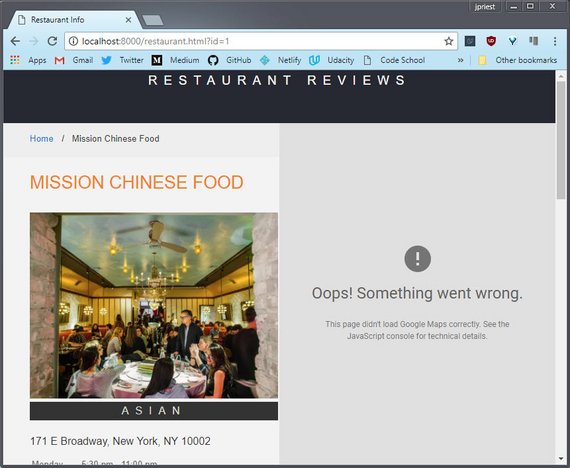 jpriest
Restaurant Info
localhost:8000/restaurant.html?id=1
Apps Gmail Twitter Medium GitHub Netlify Udacity Code School » Other bookmarks
RESTAURANT REVIEWS
Home / Mission Chinese Food
MISSION CHINESE FOOD
ASIAN
171 E Broadway, New York, NY 10002
Monday 5:30 pm - 11:00 pm
Oops! Something went wrong.
This page didn't load Google Maps correctly. See the
JavaScript console for technical details.